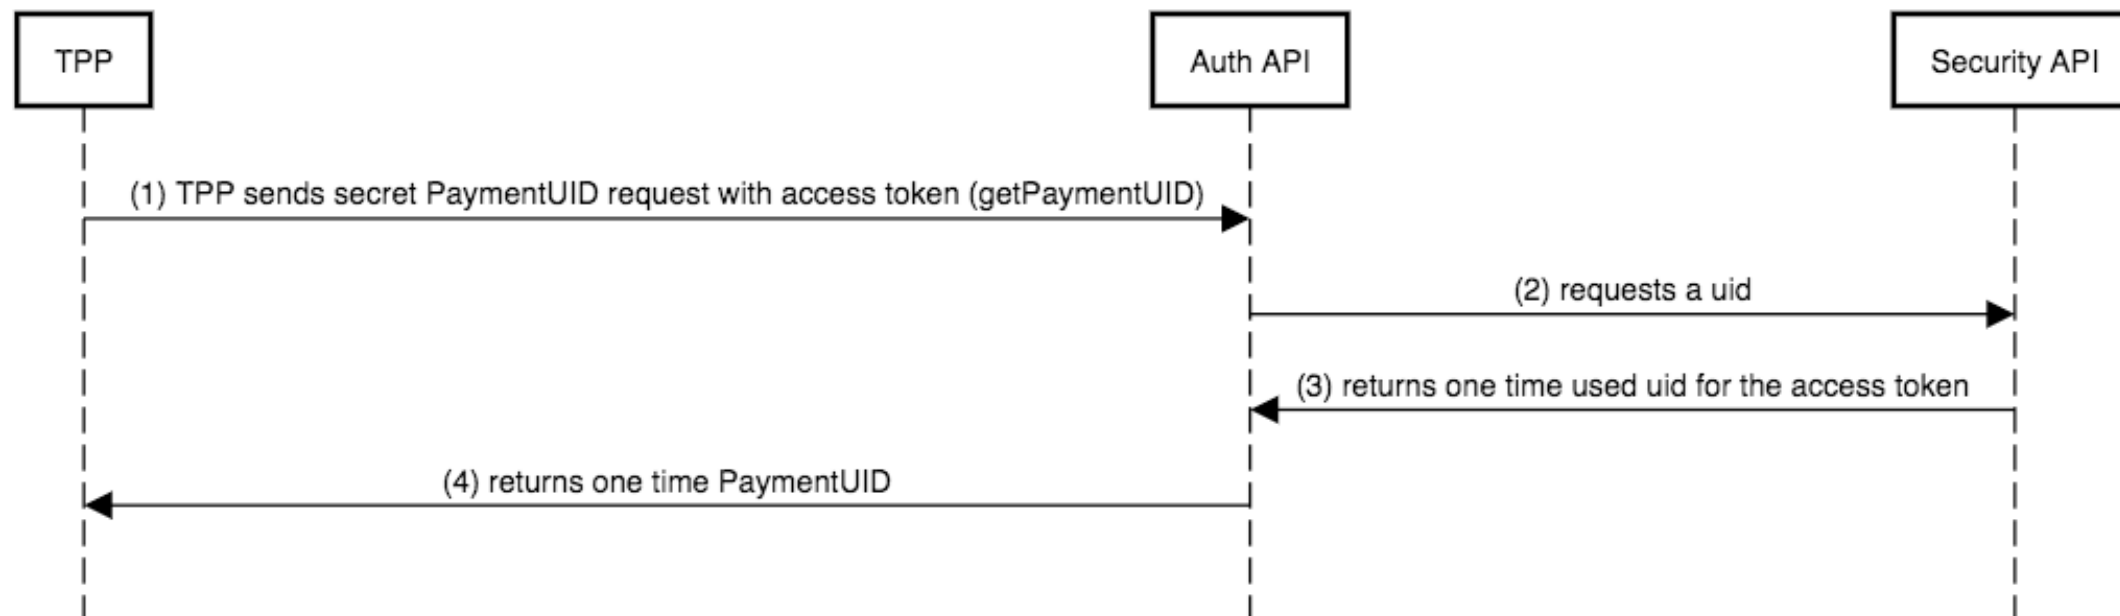 TPP
Auth API
Security API
(1) TPP sends secret PaymentUID request with access token (getPaymentUID)
(2) requests a uid
(3) returns one time used uid for the access token
(4) returns one time PaymentUID